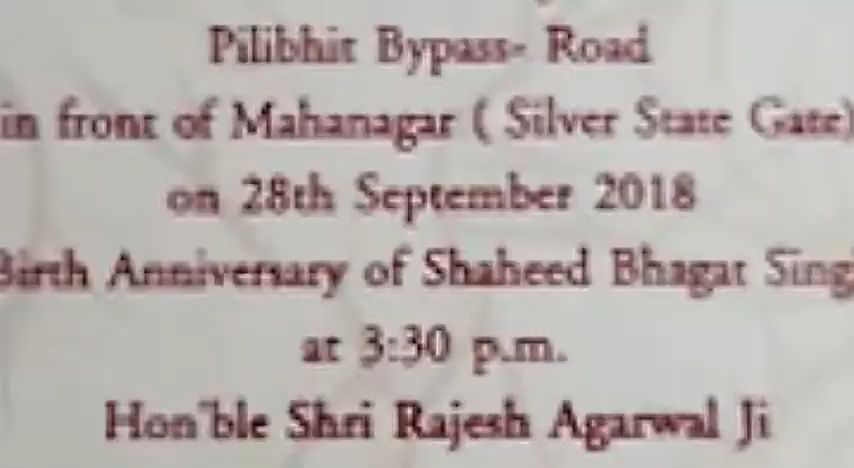 Pilibhit Bypass- Road
in front of Mahanagar ( Silver State Gate)
on 28th September 2018
Birth Anniversary of Shaheed Bhagat Singh
at 3:30 p.m.
Hon'ble Shri Rajesh Agarwal Ji